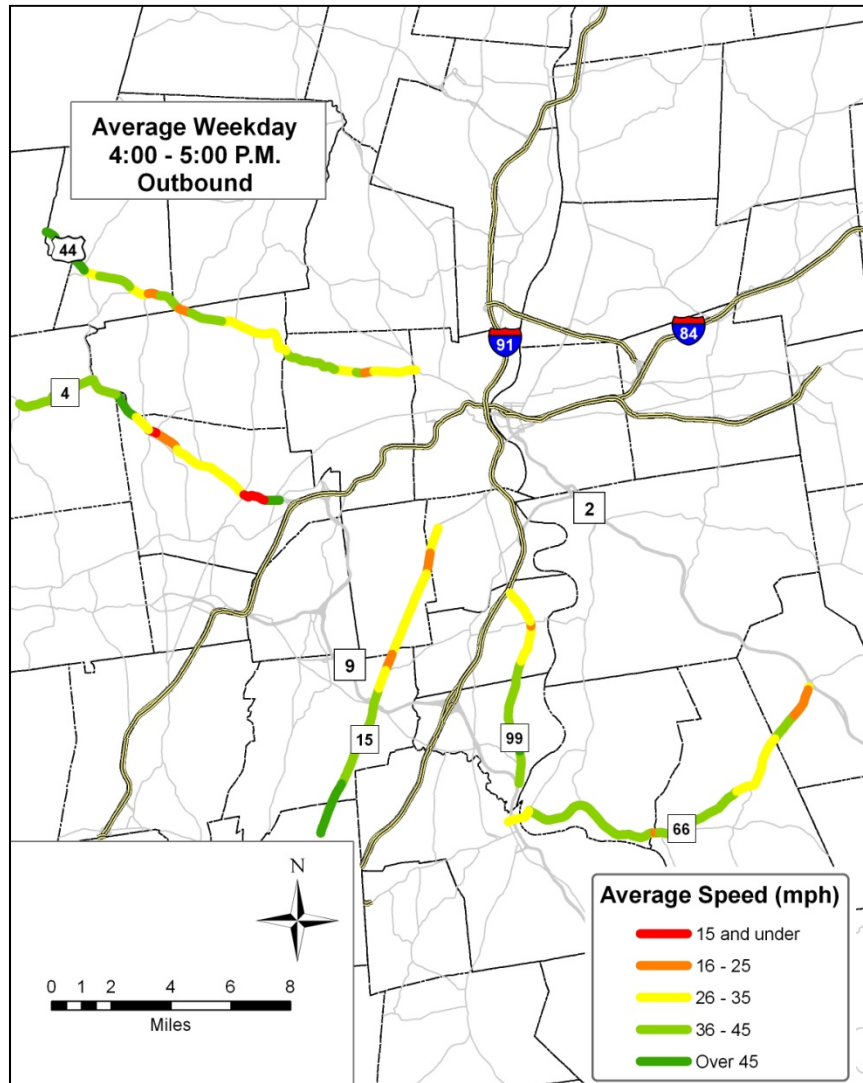 Average Weekday
4:00 - 5:00 P.M.
Outbound
44
91
84
4
2
9
15
99
66
N
0 1 2 4 6 8
Miles
Average Speed (mph)
15 and under
16 - 25
26 - 35
36 - 45
Over 45